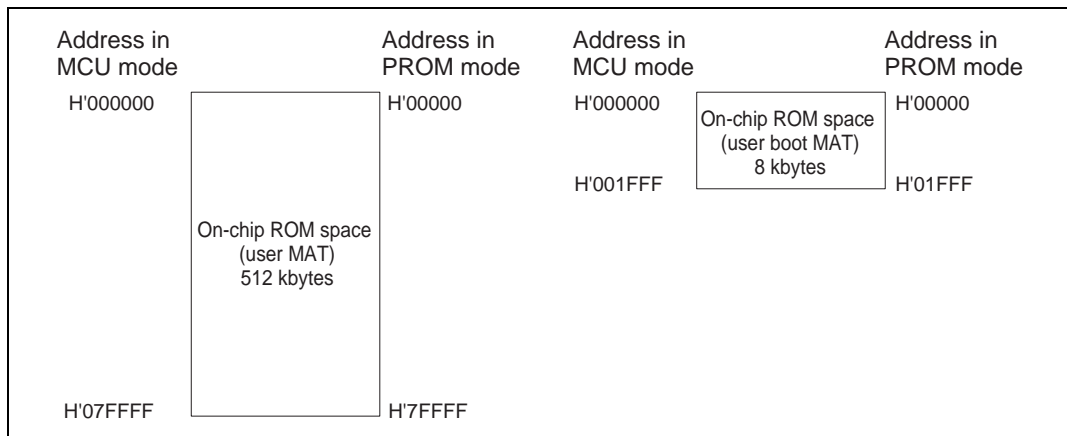 Address in
MCU mode
Address in
PROM mode
H'000000
H'00000
On-chip ROM space
(user MAT)
512 kbytes
H'07FFFF
H'7FFFF
Address in
MCU mode
Address in
PROM mode
H'000000
H'00000
On-chip ROM space
(user boot MAT)
8 kbytes
H'001FFF
H'01FFF